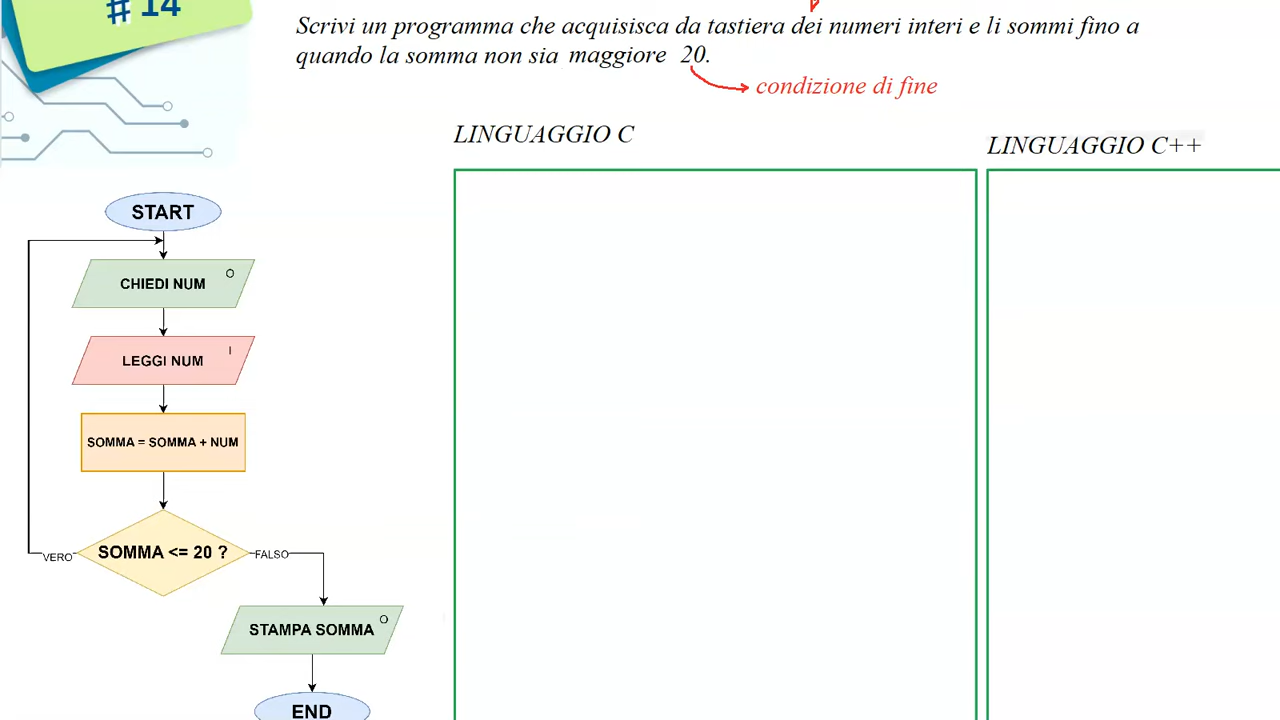 # 14
Scrivi un programma che acquisisca da tastiera dei numeri interi e li sommi fino a
quando la somma non sia maggiore 20.
condizione di fine
LINGUAGGIO C
LINGUAGGIO C++
START
CHIEDI NUM
O
LEGGI NUM
I
SOMMA = SOMMA + NUM
SOMMA <= 20 ?
VERO
FALSO
STAMPA SOMMA
O
END